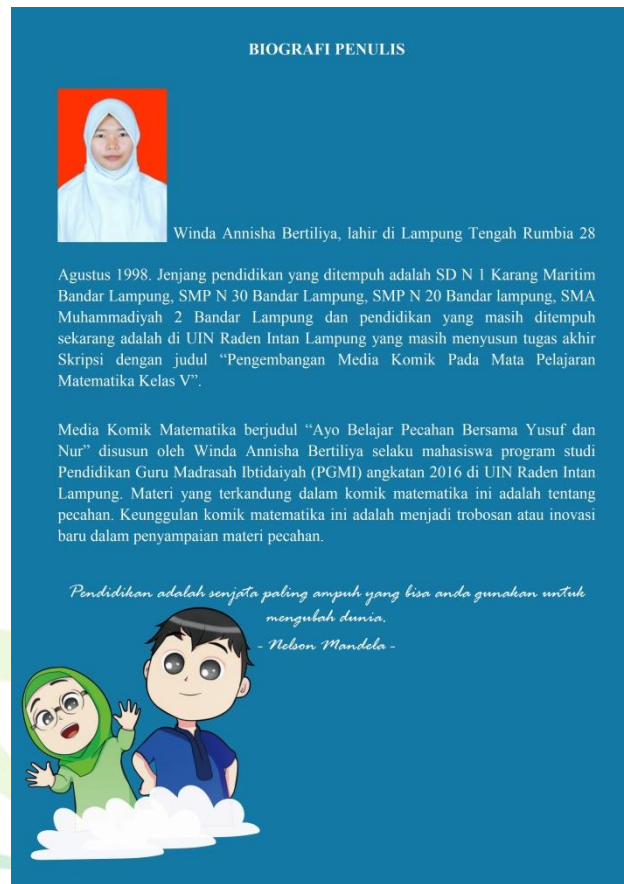 BIOGRAFI PENULIS
Winda Annisha Bertiliya, lahir di Lampung Tengah Rumbia 28
Agustus 1998. Jenjang pendidikan yang ditempuh adalah SD N 1 Karang Maritim
Bandar Lampung, SMP N 30 Bandar Lampung, SMP N 20 Bandar lampung, SMA
Muhammadiyah 2 Bandar Lampung dan pendidikan yang masih ditempuh
sekarang adalah di UIN Raden Intan Lampung yang masih menyusun tugas akhir
Skripsi dengan judul “Pengembangan Media Komik Pada Mata Pelajaran
Matematika Kelas V”.
Media Komik Matematika berjudul “Ayo Belajar Pecahan Bersama Yusuf dan
Nur” disusun oleh Winda Annisha Bertiliya selaku mahasiswa program studi
Pendidikan Guru Madrasah Ibtidaiyah (PGMI) angkatan 2016 di UIN Raden Intan
Lampung. Materi yang terkandung dalam komik matematika ini adalah tentang
pecahan. Keunggulan komik matematika ini adalah menjadi trobosan atau inovasi
baru dalam penyampaian materi pecahan.
Pendidikan adalah senjata paling ampuh yang bisa anda gunakan untuk
mengubah dunia.
- Nelson Mandela -